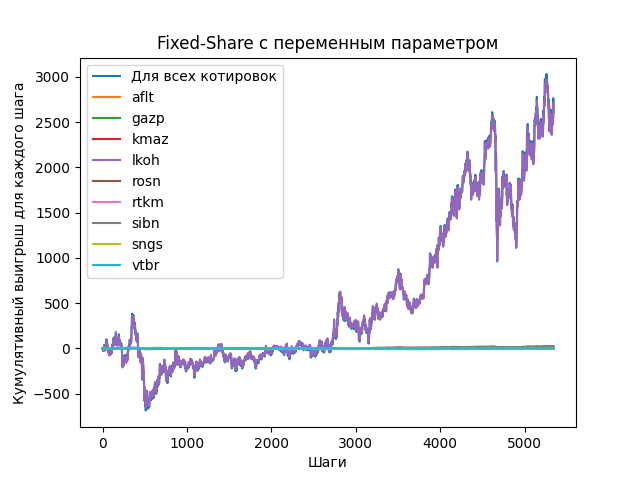 Fixed-Share с переменным параметром
Кумулятивный выигрыш для каждого шага
3000
2500
2000
1500
1000
500
0
−500
Для всех котировок
aflt
gazp
kmaz
lkoh
rosn
rtkm
sibn
sngs
vtbr
0 1000 2000 3000 4000 5000
Шаги